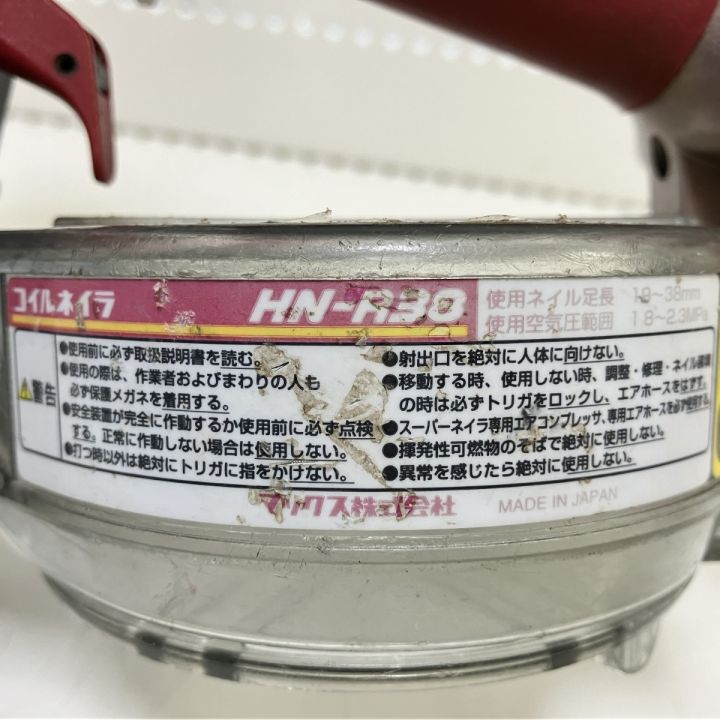 コイルネイラ HN-R38
使用ネイル足長 19〜38mm
使用空気圧範囲 1.8〜2.3MPa
警告
●使用前に必ず取扱説明書を読む。
●使用の際は、作業者およびまわりの人も
必ず保護メガネを着用する。
●安全装置が完全に作動するか使用前に必ず点検
する。正常に作動しない場合は使用しない。
●打つ時以外は絶対にトリガに指をかけない。
●射出口を絶対に人体に向けない。
●移動する時、使用しない時、調整・修理・ネイル装填
の時は必ずトリガをロックし、エアホースをはずす。
●スーパーネイラ専用エアコンプレッサ、専用エアホースを必ず使用する。
●揮発性可燃物のそばで絶対に使用しない。
●異常を感じたら絶対に使用しない。
マックス株式会社 MADE IN JAPAN